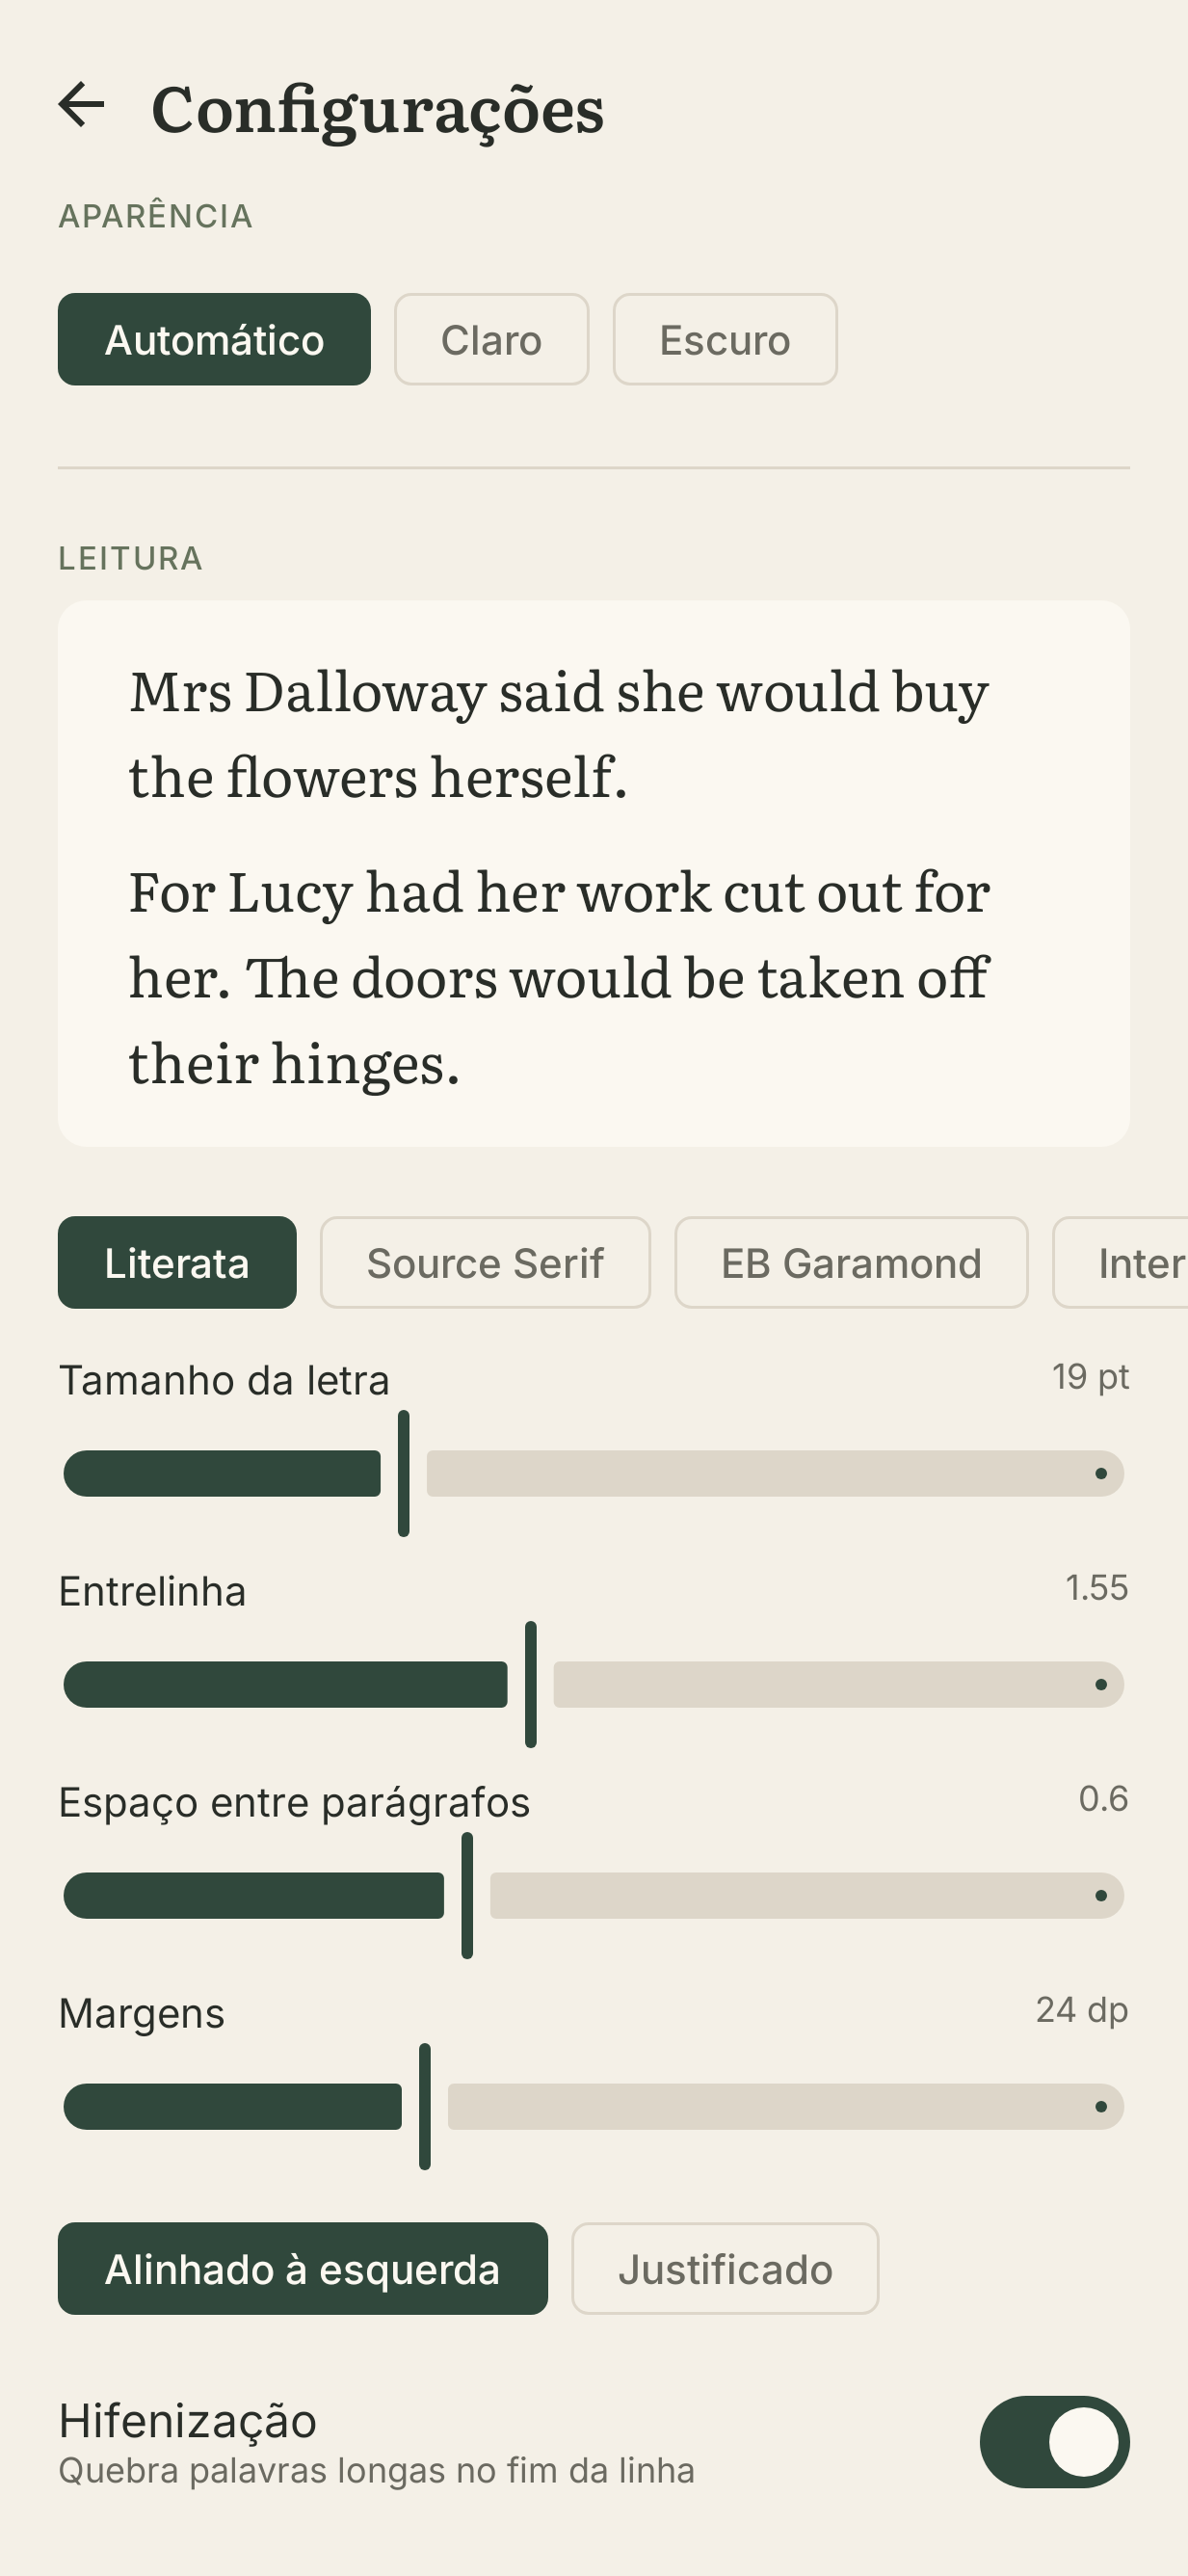 Configurações
APARÊNCIA
Automático
Claro
Escuro
LEITURA
Mrs Dalloway said she would buy
the flowers herself.
For Lucy had her work cut out for
her. The doors would be taken off
their hinges.
Literata
Source Serif
EB Garamond
Inter
Tamanho da letra
19 pt
Entrelinha
1.55
Espaço entre parágrafos
0.6
Margens
24 dp
Alinhado à esquerda
Justificado
Hifenização
Quebra palavras longas no fim da linha